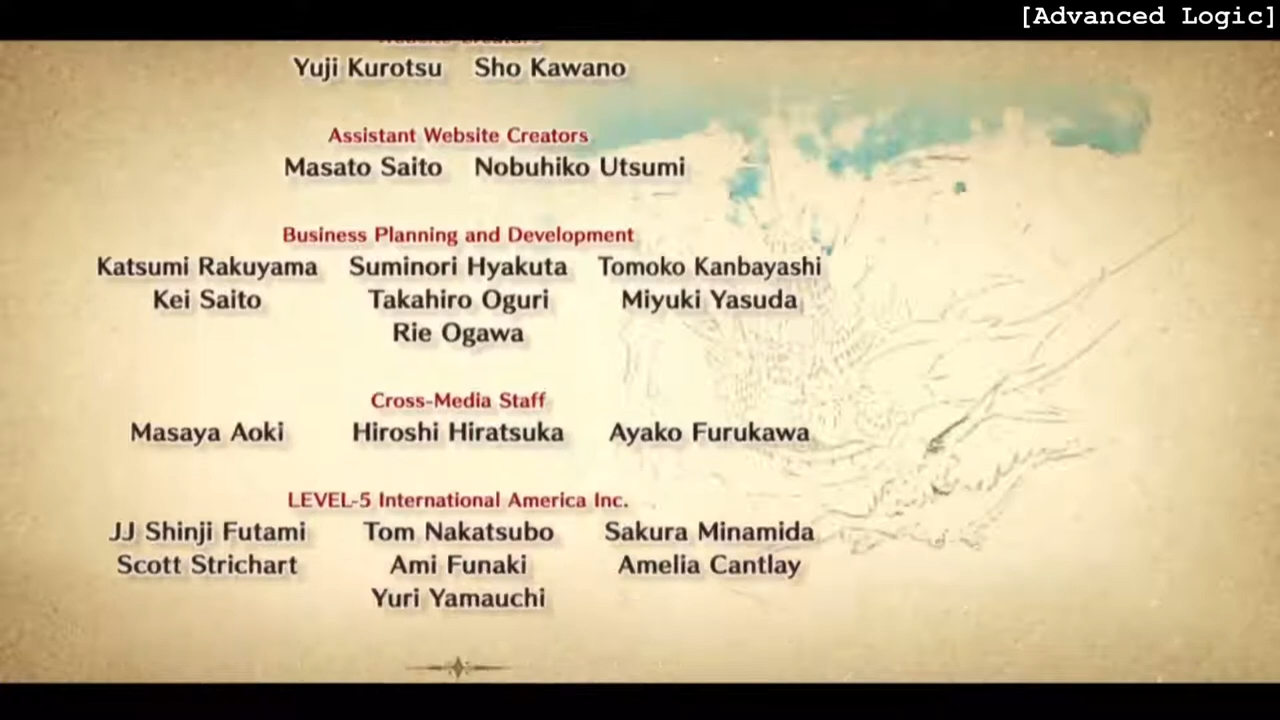 [Advanced Logic]
Yuji Kurotsu Sho Kawano
Assistant Website Creators
Masato Saito Nobuhiko Utsumi
Business Planning and Development
Katsumi Rakuyama Suminori Hyakuta Tomoko Kanbayashi
Kei Saito Takahiro Oguri Miyuki Yasuda
Rie Ogawa
Cross-Media Staff
Masaya Aoki Hiroshi Hiratsuka Ayako Furukawa
LEVEL-5 International America Inc.
JJ Shinji Futami Tom Nakatsubo Sakura Minamida
Scott Strichart Ami Funaki Amelia Cantlay
Yuri Yamauchi